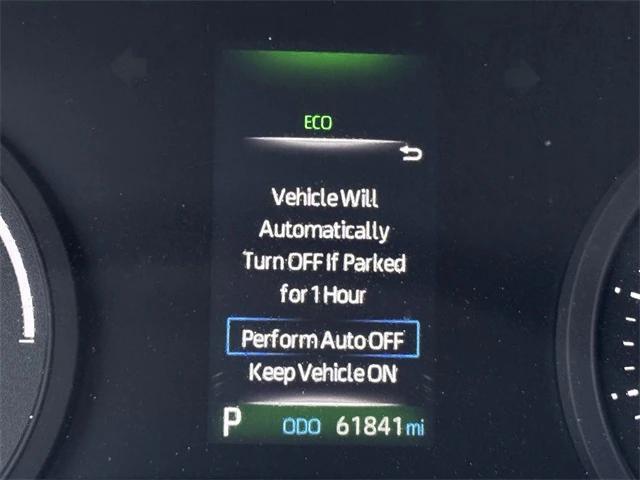 ECO
Vehicle Will
Automatically
Turn OFF If Parked
for 1 Hour
Perform Auto OFF
Keep Vehicle ON
P ODO 61841 mi